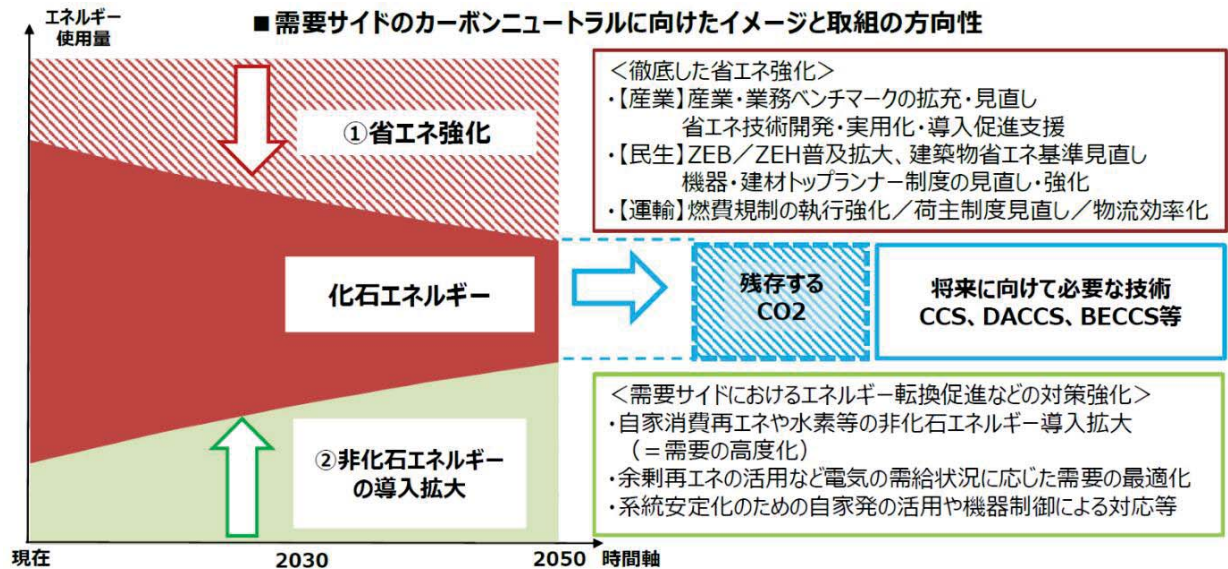 ■需要サイドのカーボンニュートラルに向けたイメージと取組の方向性
エネルギー
使用量
①省エネ強化
化石エネルギー
②非化石エネルギー
の導入拡大
現在
2030
2050
時間軸
<徹底した省エネ強化>
・【産業】産業・業務ベンチマークの拡充・見直し
省エネ技術開発・実用化・導入促進支援
・【民生】ZEB/ZEH普及拡大、建築物省エネ基準見直し
機器・建材トップランナー制度の見直し・強化
・【運輸】燃費規制の執行強化/荷主制度見直し/物流効率化
残存する
CO2
将来に向けて必要な技術
CCS、DACCS、BECCS等
<需要サイドにおけるエネルギー転換促進などの対策強化>
・自家消費再エネや水素等の非化石エネルギー導入拡大
(=需要の高度化)
・余剰再エネの活用など電気の需給状況に応じた需要の最適化
・系統安定化のための自家発の活用や機器制御による対応等